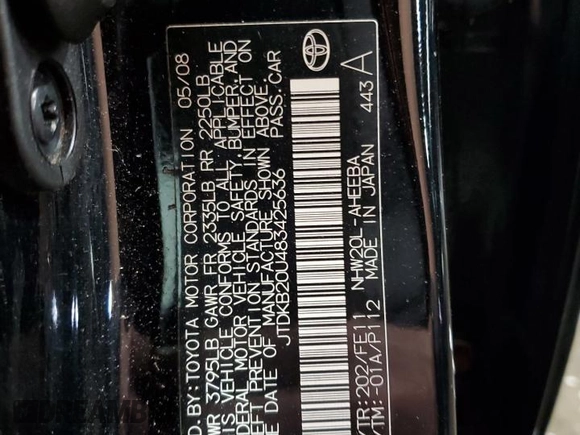 D.BY:TOYOTA MOTOR CORPORATION 05/08
WR 3795LB GAWR FR 2335LB RR 2250LB
IS VEHICLE CONFORMS TO ALL APPLICABLE
DERAL MOTOR VEHICLE SAFETY, BUMPER, AND
EFT PREVENTION STANDARDS IN EFFECT ON
DATE OF MANUFACTURE SHOWN ABOVE.
JTDKB20U483425636 PASS.CAR
/TR:202/FE11 NHW20L-AHEEBA
/TM:-01A/P112 MADE IN JAPAN 443 A
DREAMB